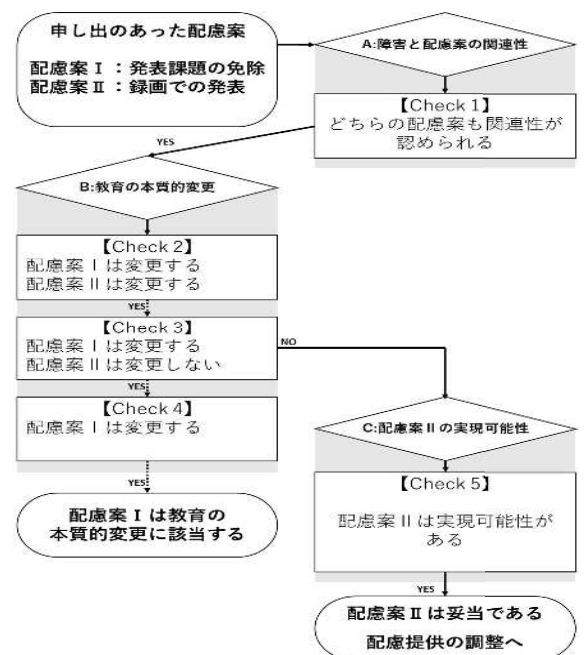 申し出のあった配慮案
配慮案Ⅰ：発表課題の免除
配慮案Ⅱ：録画での発表
A:障害と配慮案の関連性
【Check 1】
どちらの配慮案も関連性が
認められる
YES
B:教育の本質的変更
【Check 2】
配慮案Ⅰは変更する
配慮案Ⅱは変更する
YES
【Check 3】
配慮案Ⅰは変更する
配慮案Ⅱは変更しない
NO
YES
【Check 4】
配慮案Ⅰは変更する
YES
配慮案Ⅰは教育の
本質的変更に該当する
C:配慮案Ⅱの実現可能性
【Check 5】
配慮案Ⅱは実現可能性が
ある
YES
配慮案Ⅱは妥当である
配慮提供の調整へ